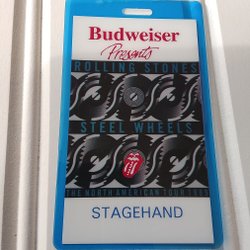 Budweiser
Presents
ROLLING STONES
STEEL WHEELS
THE NORTH AMERICAN TOUR 1989
STAGEHAND